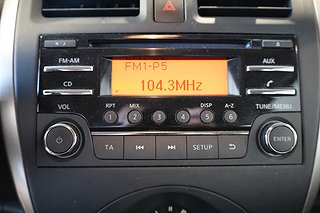 FM1-P5
104.3MHz
FM·AM
AUX
CD
VOL
RPT MIX DISP A-Z
TUNE/MENU
1 2 3 4 5 6
ENTER
TA SETUP